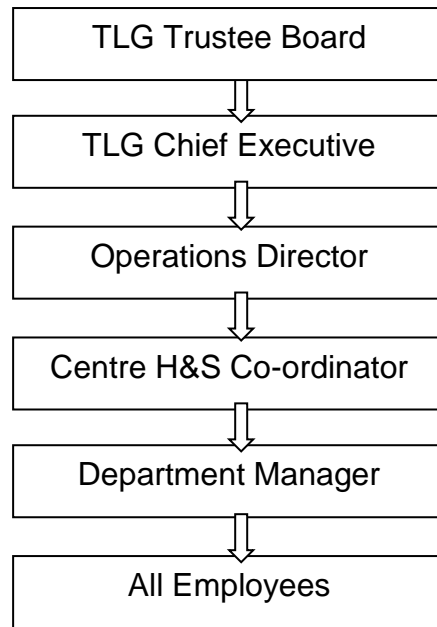 TLG Trustee Board
TLG Chief Executive
Operations Director
Centre H&S Co-ordinator
Department Manager
All Employees